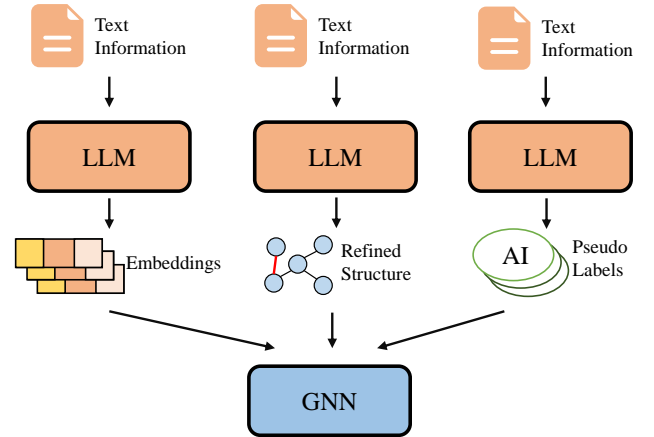 Text
Information
Text
Information
Text
Information
LLM
LLM
LLM
Embeddings
Refined
Structure
AI
Pseudo
Labels
GNN